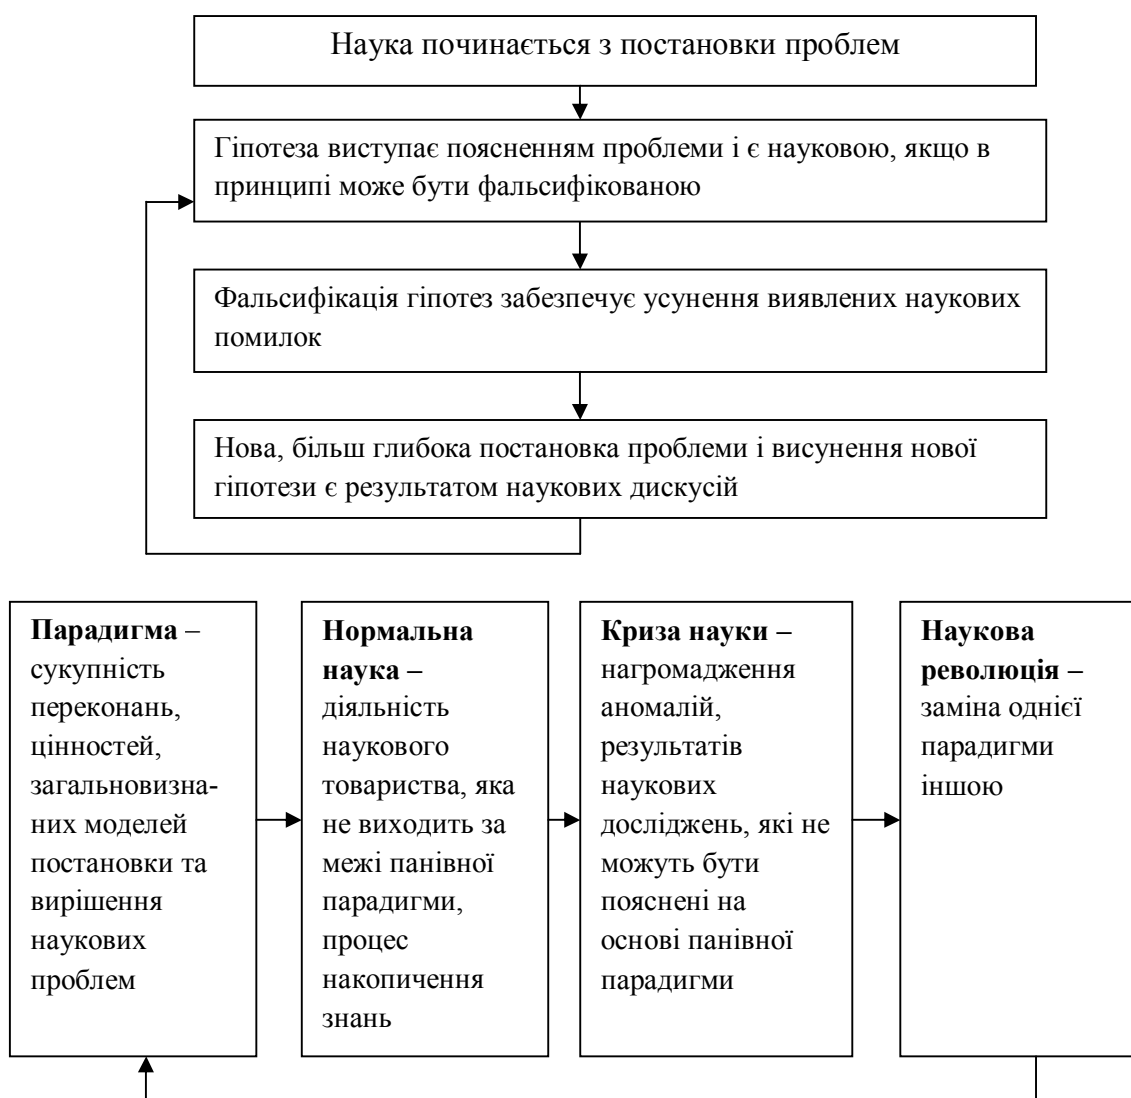 Наука починається з постановки проблем
Гіпотеза виступає поясненням проблеми і є науковою, якщо в
принципі може бути фальсифікованою
Фальсифікація гіпотез забезпечує усунення виявлених наукових
помилок
Нова, більш глибока постановка проблеми і висунення нової
гіпотези є результатом наукових дискусій
Парадигма –
сукупність
переконань,
цінностей,
загальновизна-
них моделей
постановки та
вирішення
наукових
проблем
Нормальна
наука –
діяльність
наукового
товариства, яка
не виходить за
межі панівної
парадигми,
процес
накопичення
знань
Криза науки –
нагромадження
аномалій,
результатів
наукових
досліджень, які не
можуть бути
пояснені на
основі панівної
парадигми
Наукова
революція –
заміна однієї
парадигми
іншою